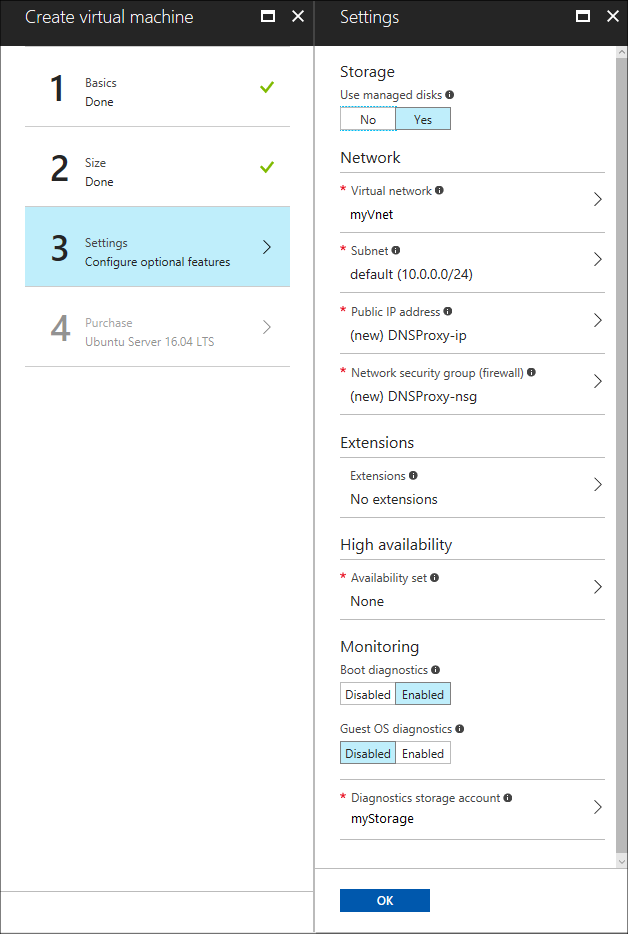 Create virtual machine
1
Basics
Done
2
Size
Done
3
Settings
Configure optional features
4
Purchase
Ubuntu Server 16.04 LTS
Settings
Storage
Use managed disks
No Yes
Network
* Virtual network
myVnet
* Subnet
default (10.0.0.0/24)
* Public IP address
(new) DNSProxy-ip
* Network security group (firewall)
(new) DNSProxy-nsg
Extensions
Extensions
No extensions
High availability
* Availability set
None
Monitoring
Boot diagnostics
Disabled Enabled
Guest OS diagnostics
Disabled Enabled
* Diagnostics storage account
myStorage
OK